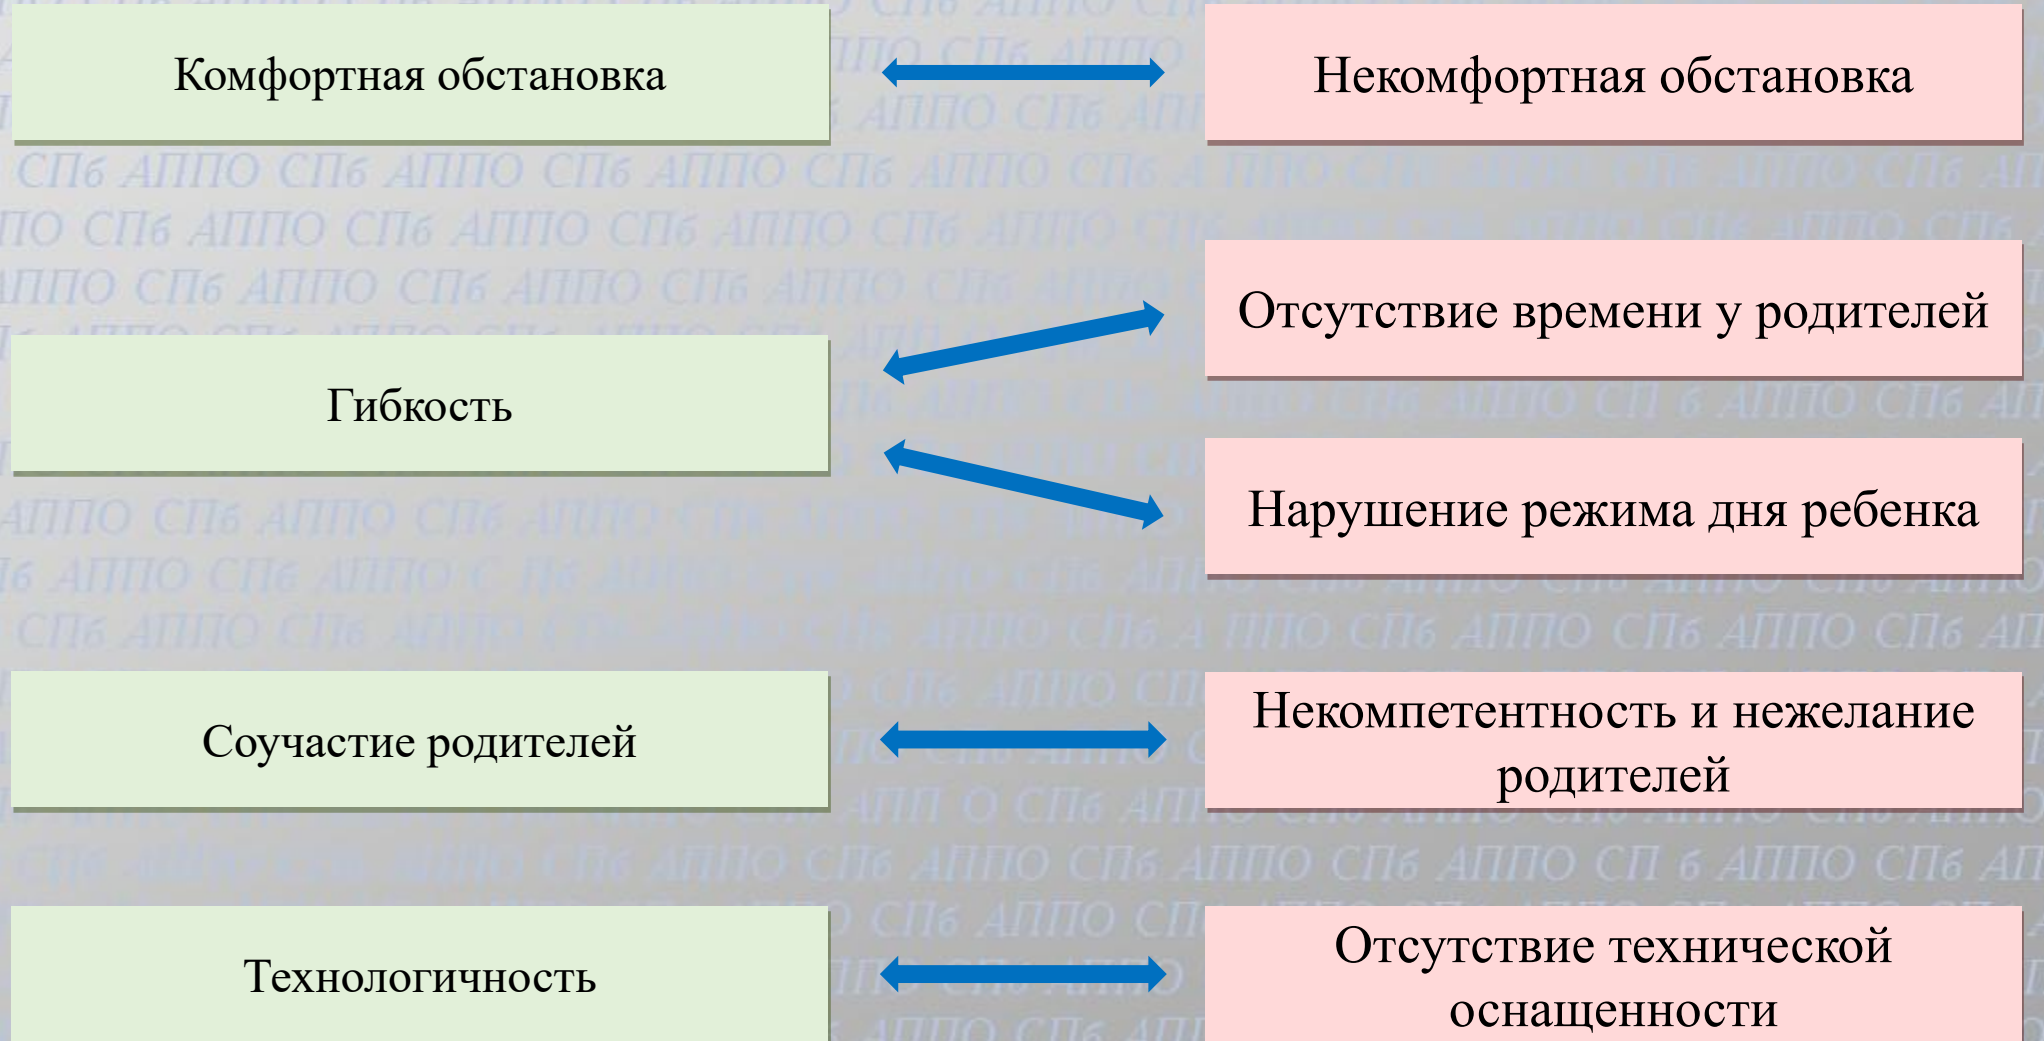 Комфортная обстановка
Некомфортная обстановка
Гибкость
Отсутствие времени у родителей
Нарушение режима дня ребенка
Соучастие родителей
Некомпетентность и нежелание
родителей
Технологичность
Отсутствие технической
оснащенности